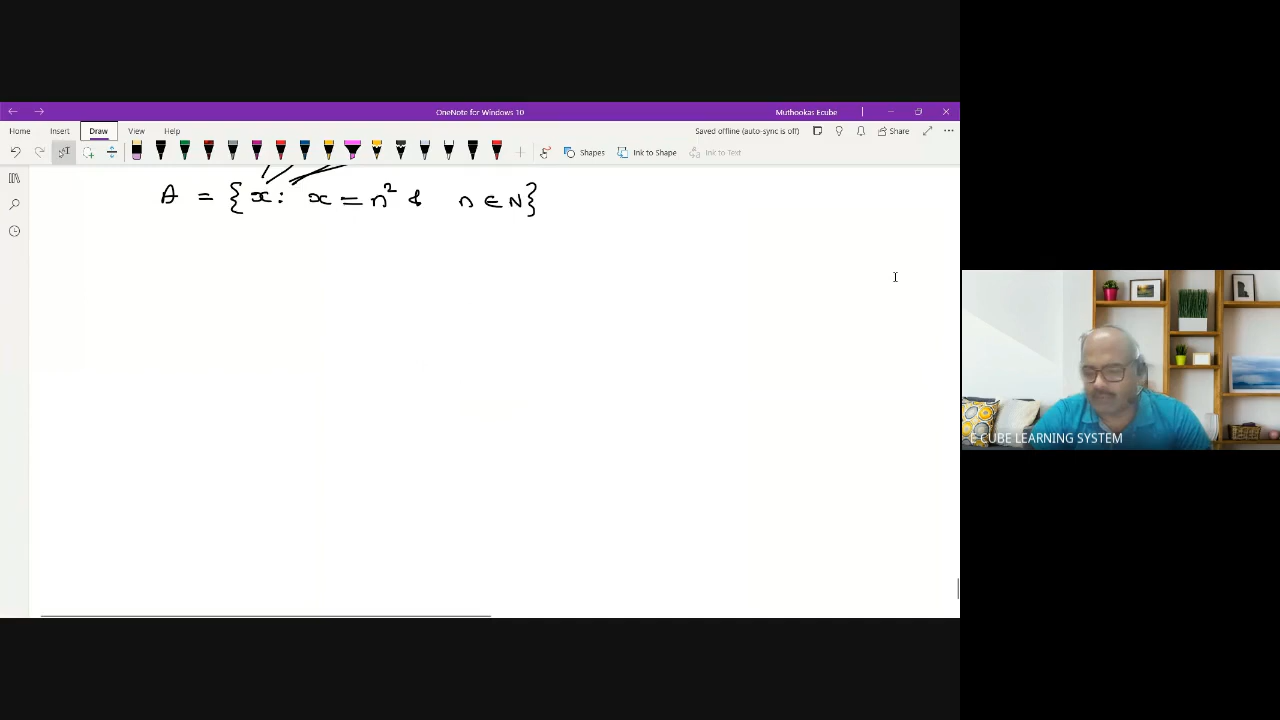 OneNote for Windows 10
Muthookas Ecube
Home Insert Draw View Help
Saved offline (auto-sync is off)
Share
Shapes
Ink to Shape
Ink to Text
A = {x: x = n² & n ∈ N}
E CUBE LEARNING SYSTEM